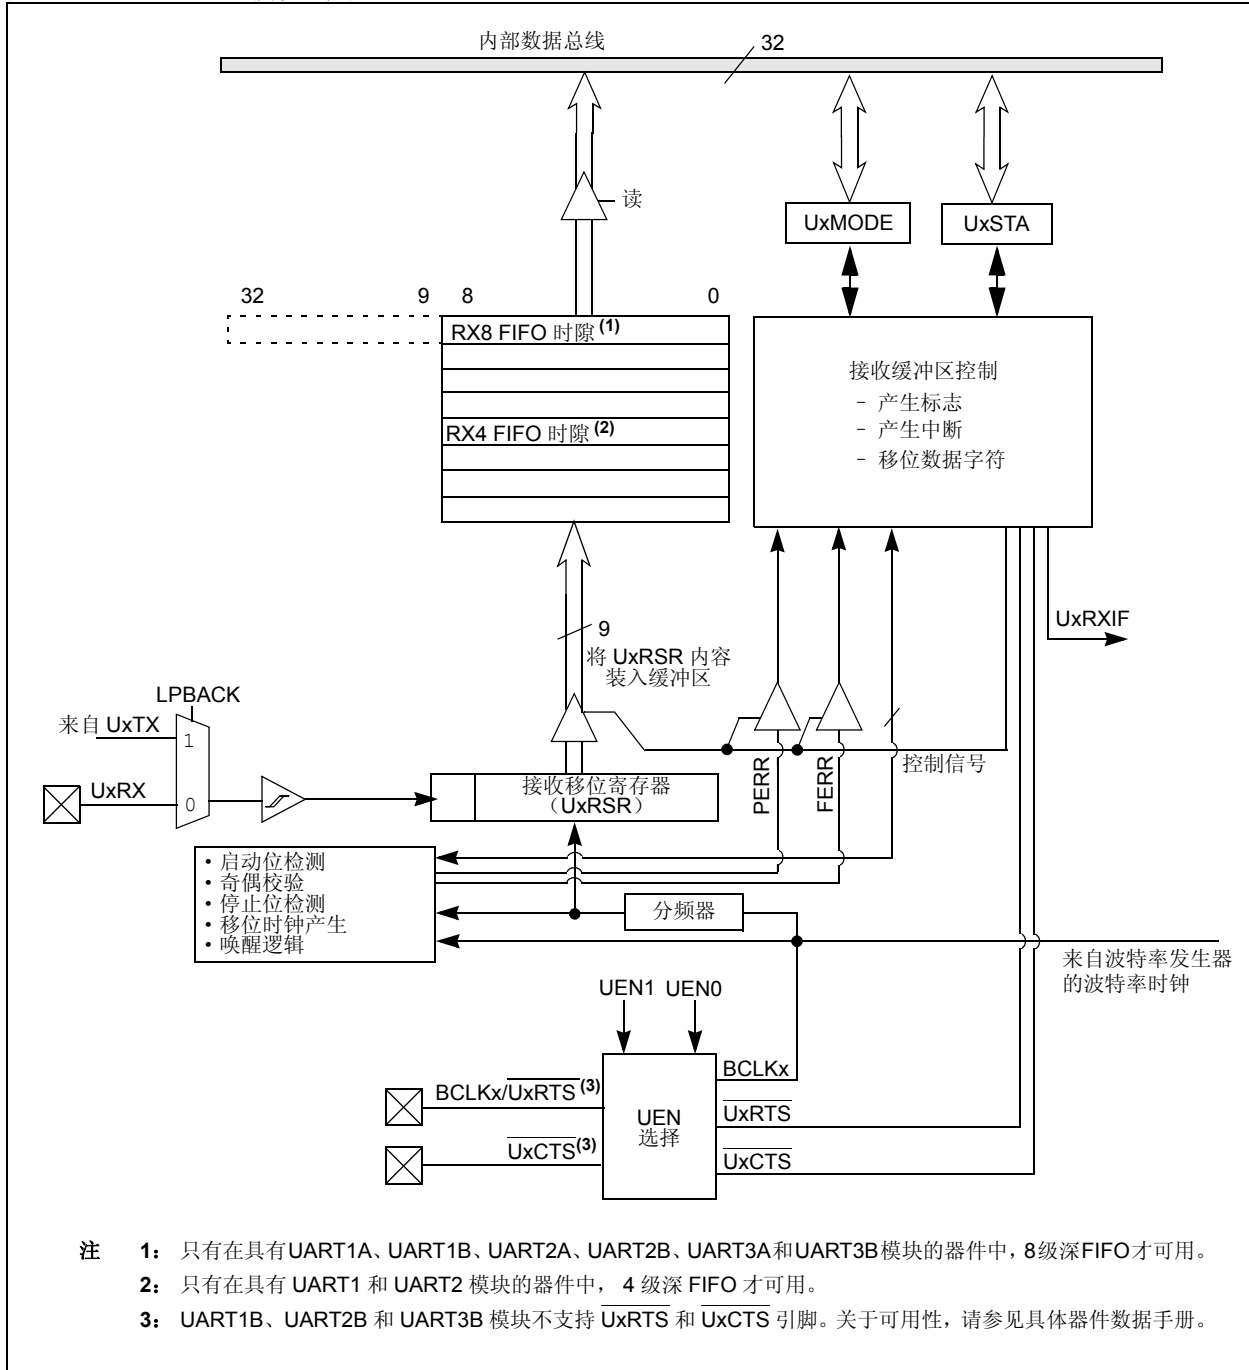 内部数据总线
32
读
UxMODE
UxSTA
32 9 8 0
RX8 FIFO 时隙 (1)
RX4 FIFO 时隙 (2)
接收缓冲区控制
– 产生标志
– 产生中断
– 移位数据字符
9
将 UxRSR 内容
装入缓冲区
UxRXIF
LPBACK
来自 UxTX
1
UxRX
0
接收移位寄存器
（UxRSR）
PERR
FERR
控制信号
• 启动位检测
• 奇偶校验
• 停止位检测
• 移位时钟产生
• 唤醒逻辑
分频器
来自波特率发生器
的波特率时钟
UEN1 UEN0
BCLKx/UxRTS (3)
UxCTS(3)
UEN
选择
BCLKx
UxRTS
UxCTS
注 1： 只有在具有UART1A、UART1B、UART2A、UART2B、UART3A和UART3B模块的器件中，8级深FIFO才可用。
2： 只有在具有 UART1 和 UART2 模块的器件中， 4 级深 FIFO 才可用。
3： UART1B、UART2B 和 UART3B 模块不支持 UxRTS 和 UxCTS 引脚。关于可用性，请参见具体器件数据手册。